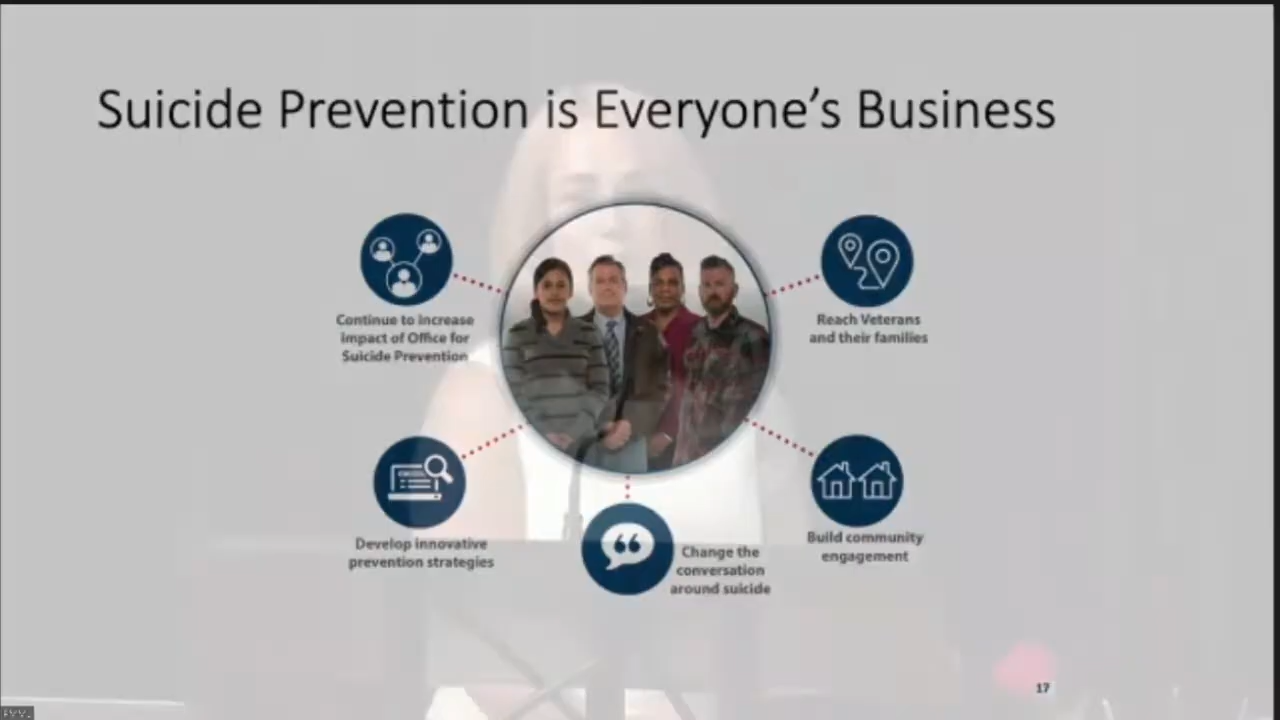 Suicide Prevention is Everyone's Business
Continue to Increase
Impact of Office for
Suicide Prevention
Reach Veterans
and their families
Develop innovative
prevention strategies
Change the
conversation
around suicide
Build community
engagement
17